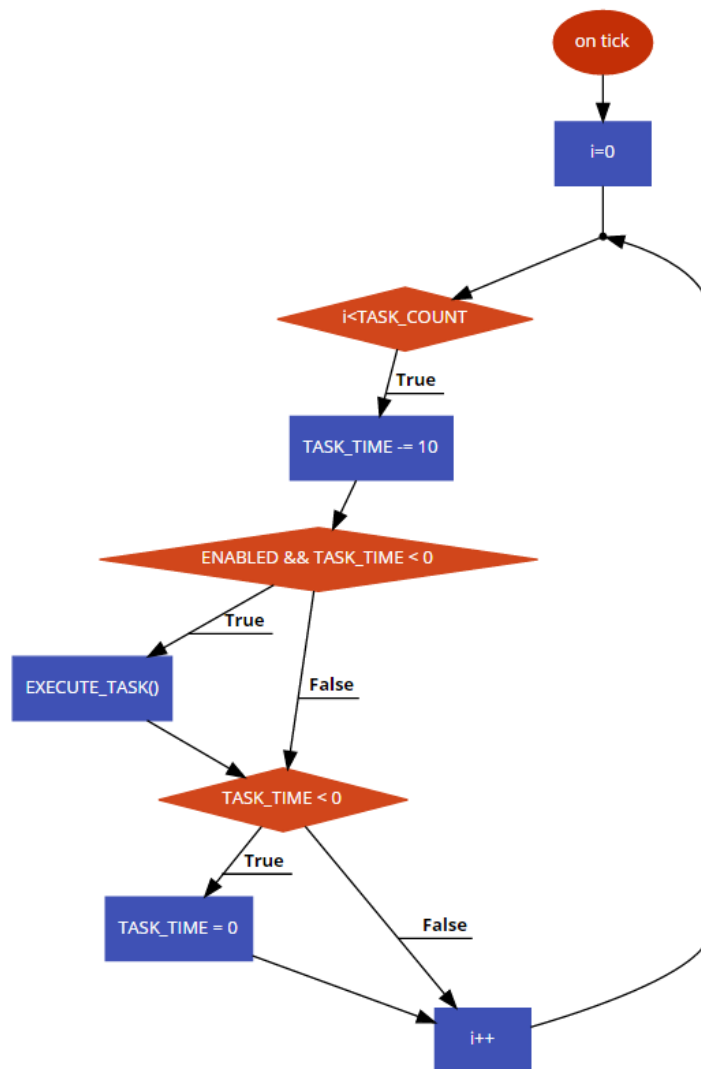 on tick
i=0
i<TASK_COUNT
True
TASK_TIME -= 10
ENABLED && TASK_TIME < 0
True
EXECUTE_TASK()
False
TASK_TIME < 0
True
TASK_TIME = 0
False
i++